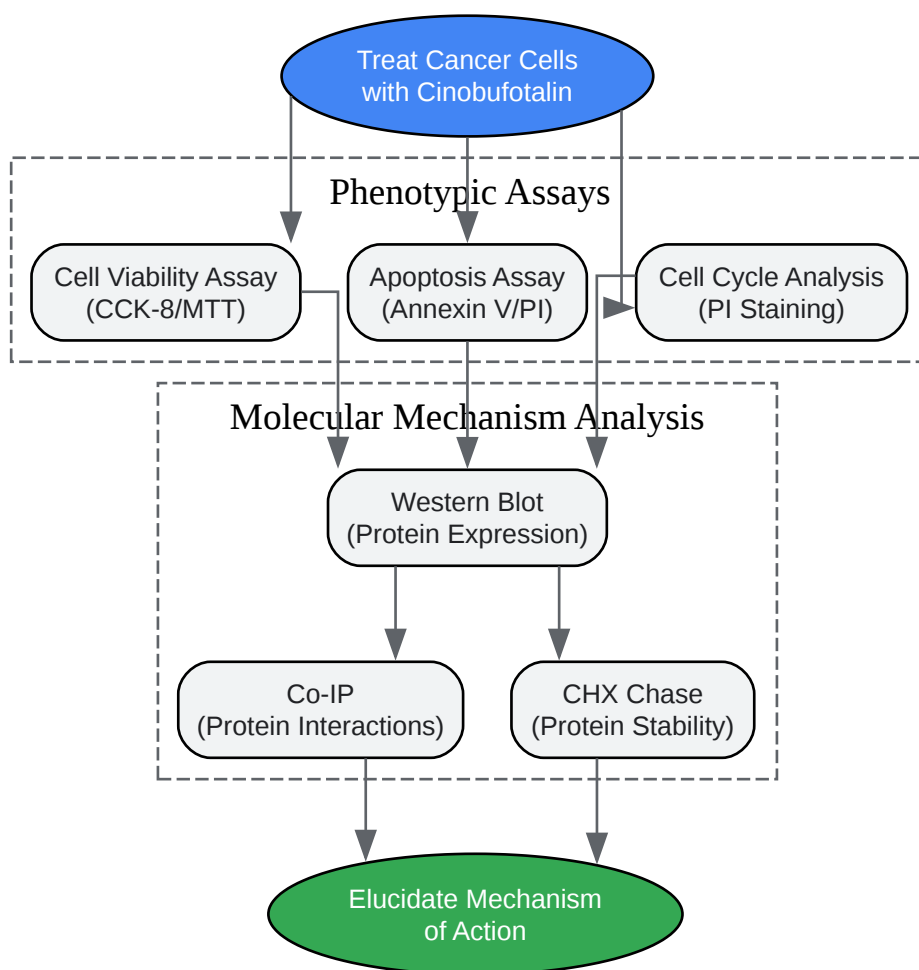 Treat Cancer Cells
with Cinobufotalin
Phenotypic Assays
Cell Viability Assay
(CCK-8/MTT)
Apoptosis Assay
(Annexin V/PI)
Cell Cycle Analysis
(PI Staining)
Molecular Mechanism Analysis
Western Blot
(Protein Expression)
Co-IP
(Protein Interactions)
CHX Chase
(Protein Stability)
Elucidate Mechanism
of Action